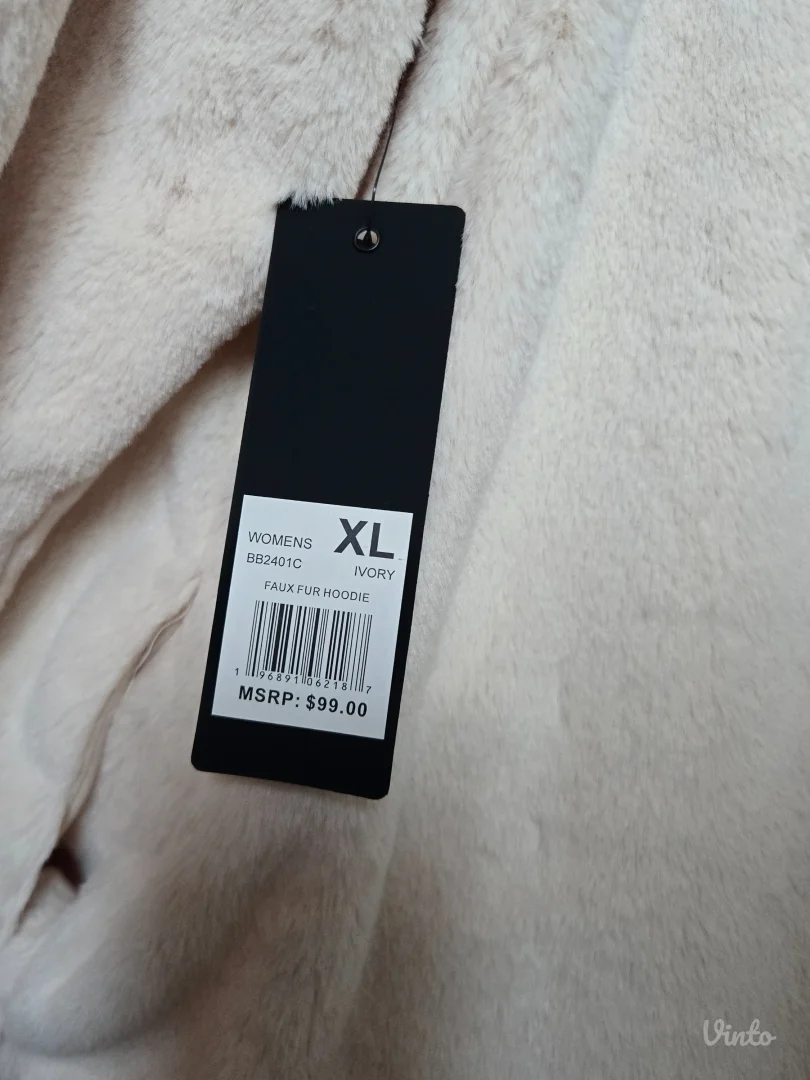 WOMENS XL
BB2401C IVORY
FAUX FUR HOODIE
1 96891 06218 7
MSRP: $99.00
Vinto